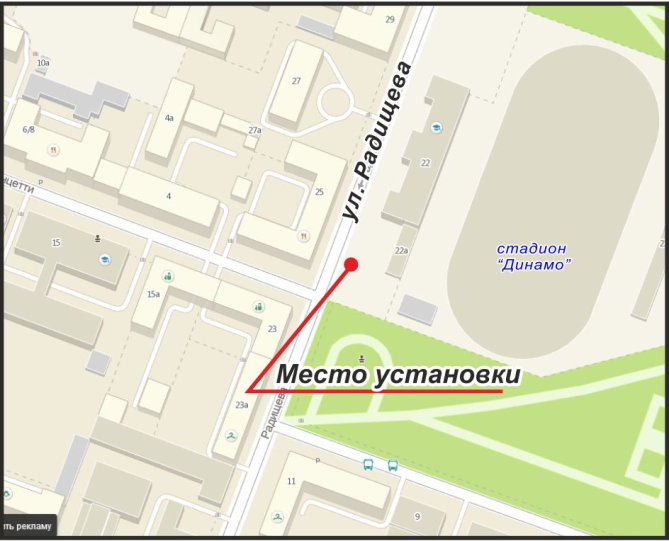 29
10а
27
ул. Радищева
4а
27а
6/8
22
25
4
нцетти
22а
15
стадион
"Динамо"
15а
23
Место установки
23а
Радищева
11
9
ть рекламу